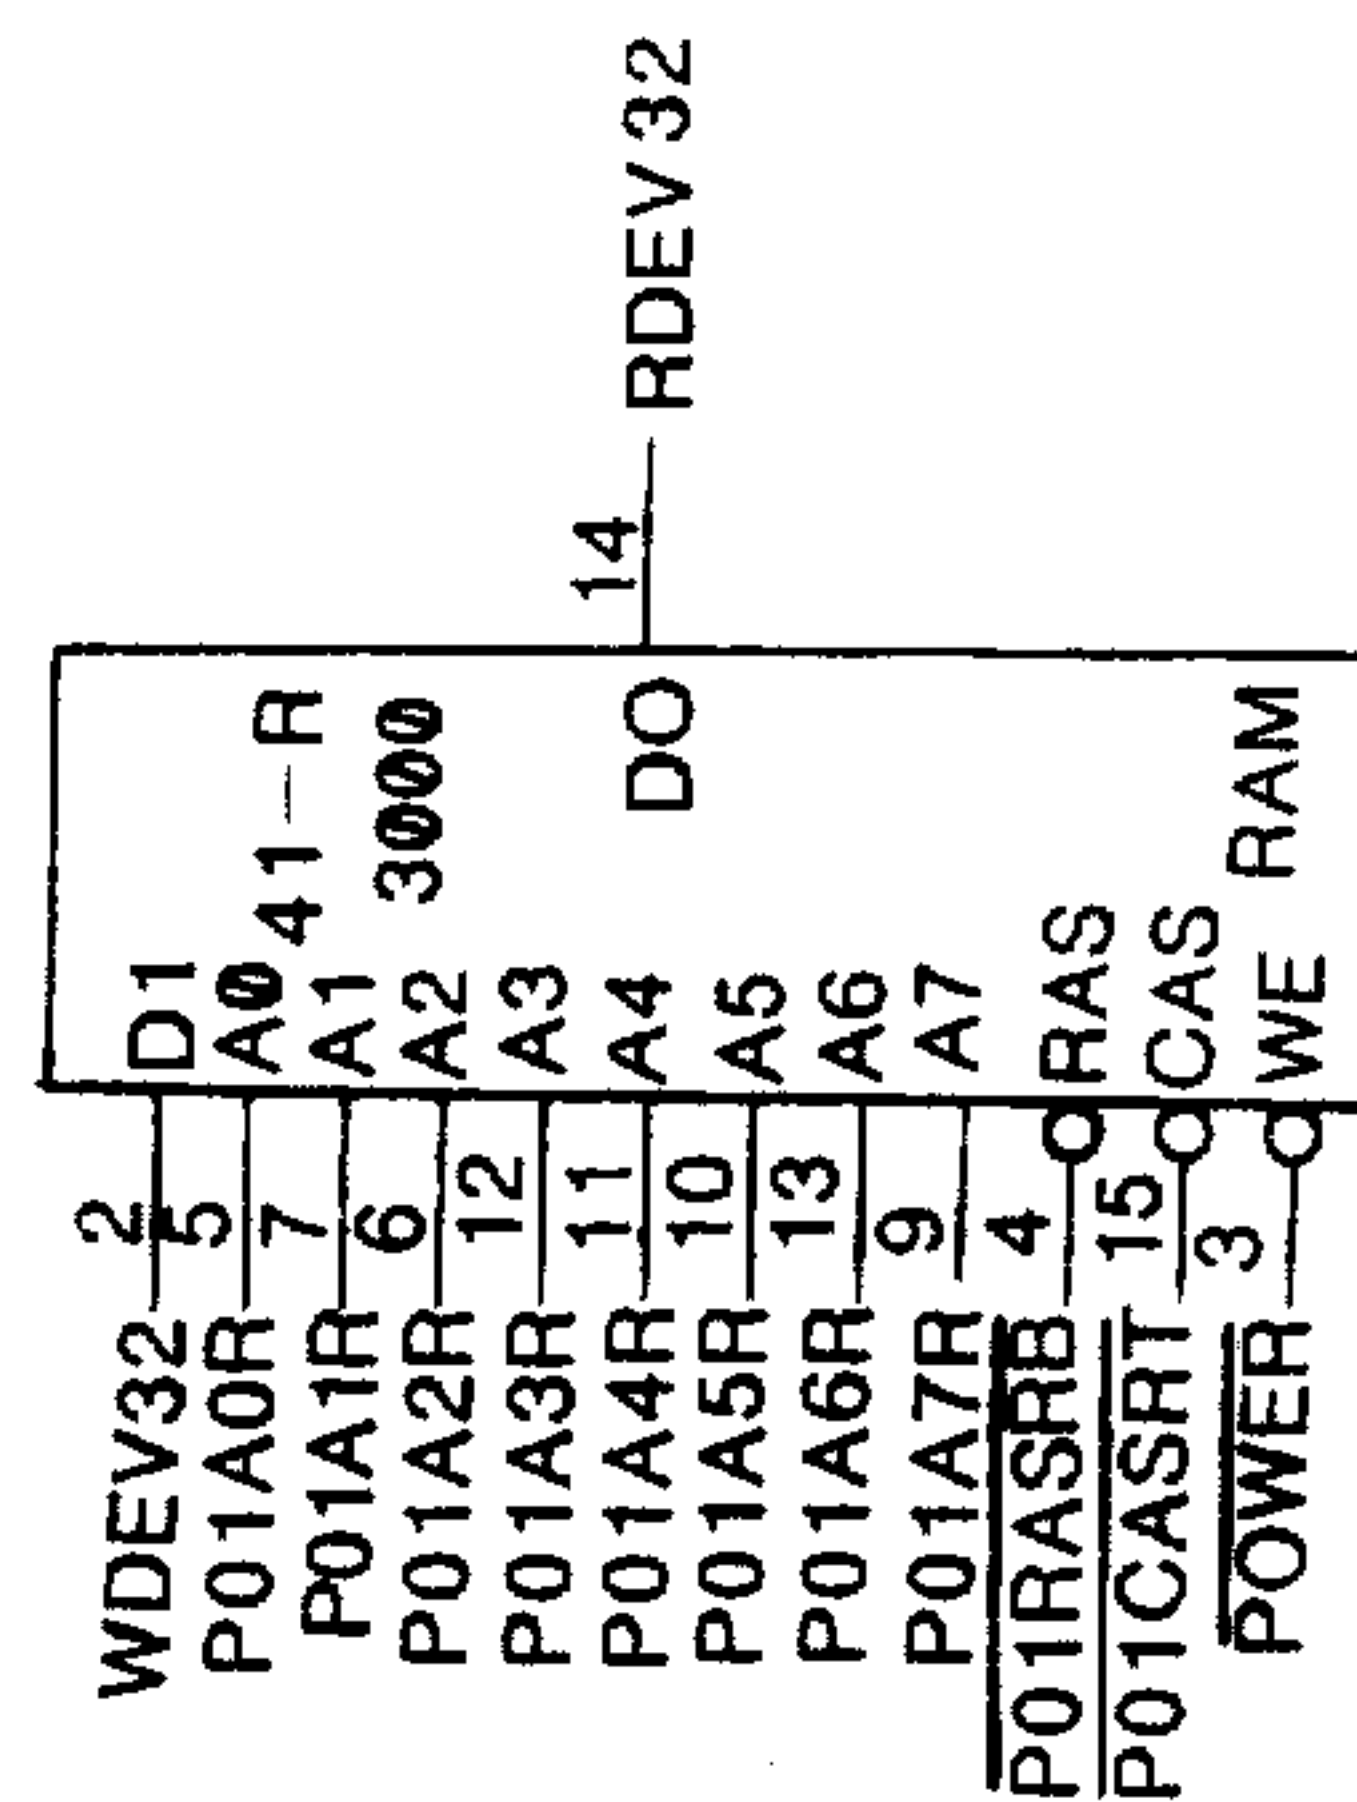 WDEV32 2 D1
P01A0R 5 A0 41-R
P01A1R 7 A1
P01A2R 6 A2 3000
P01A3R 12 A3
P01A4R 11 A4 DO 14 RDEV32
P01A5R 10 A5
P01A6R 13 A6
P01A7R 9 A7
P01RASRB 4 RAS
P01CASRT 15 CAS
POWER 3 WE RAM